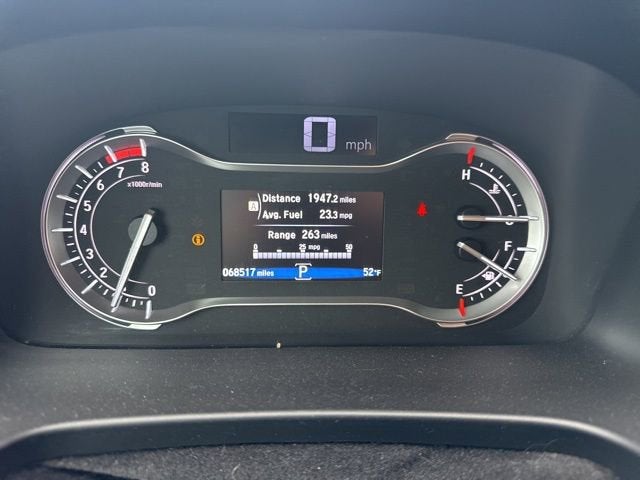 0 mph
8
7
6
5
4
3
2
1
0
x1000r/min
A
Distance 1947.2 miles
Avg. Fuel 23.3 mpg
Range 263 miles
0 25 50
mpg
068517 miles P 52°F
i
H
C
F
E